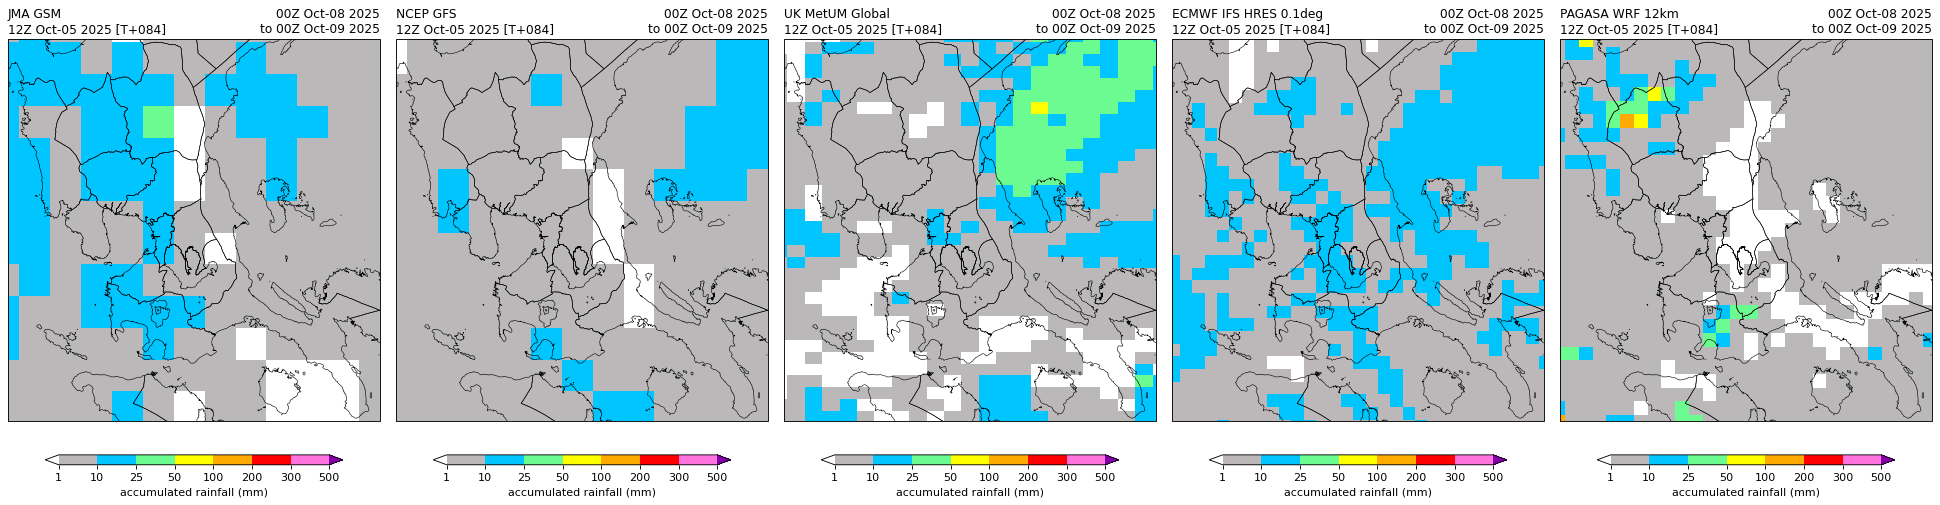 JMA GSM 00Z Oct-08 2025
12Z Oct-05 2025 [T+084] to 00Z Oct-09 2025
1 10 25 50 100 200 300 500
accumulated rainfall (mm)
NCEP GFS 00Z Oct-08 2025
12Z Oct-05 2025 [T+084] to 00Z Oct-09 2025
1 10 25 50 100 200 300 500
accumulated rainfall (mm)
UK MetUM Global 00Z Oct-08 2025
12Z Oct-05 2025 [T+084] to 00Z Oct-09 2025
1 10 25 50 100 200 300 500
accumulated rainfall (mm)
ECMWF IFS HRES 0.1deg 00Z Oct-08 2025
12Z Oct-05 2025 [T+084] to 00Z Oct-09 2025
1 10 25 50 100 200 300 500
accumulated rainfall (mm)
PAGASA WRF 12km 00Z Oct-08 2025
12Z Oct-05 2025 [T+084] to 00Z Oct-09 2025
1 10 25 50 100 200 300 500
accumulated rainfall (mm)